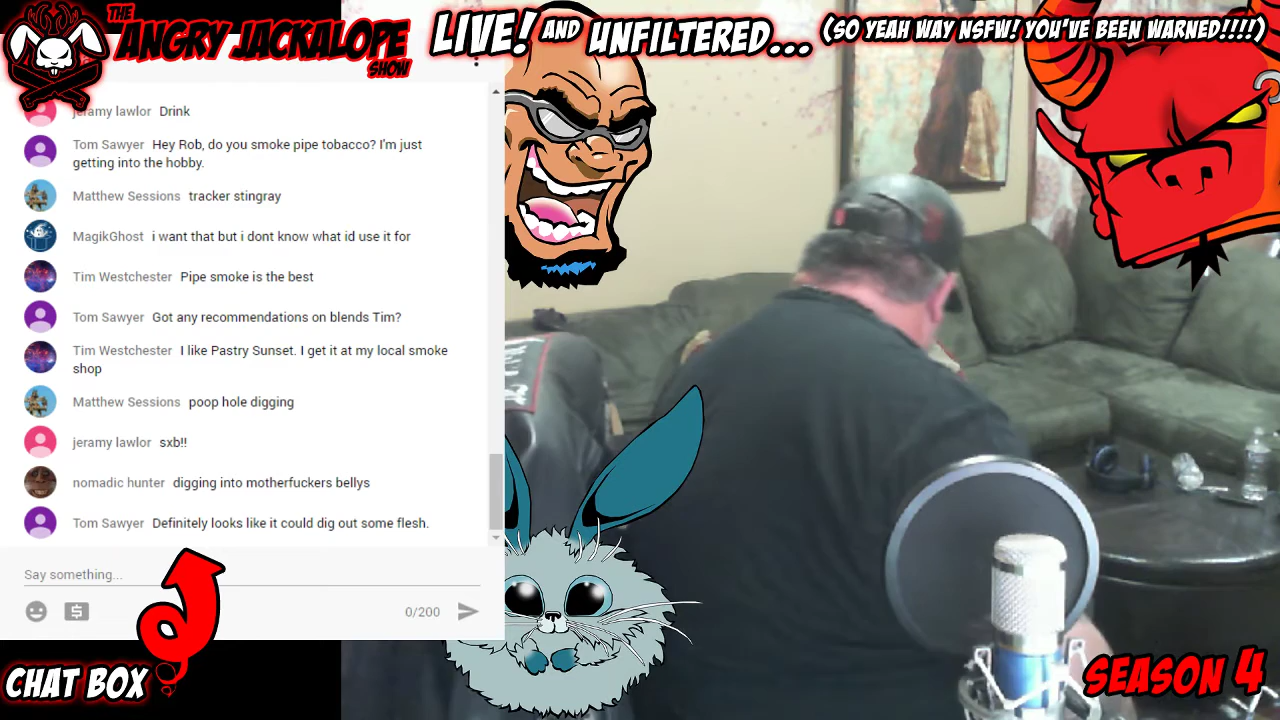 THE
ANGRY JACKALOPE
SHOW
LIVE! AND UNFILTERED... (SO YEAH WAY NSFW! YOU'VE BEEN WARNED!!!!)
jeramy lawlor Drink
Tom Sawyer Hey Rob, do you smoke pipe tobacco? I'm just
getting into the hobby.
Matthew Sessions tracker stingray
MagikGhost i want that but i dont know what id use it for
Tim Westchester Pipe smoke is the best
Tom Sawyer Got any recommendations on blends Tim?
Tim Westchester I like Pastry Sunset. I get it at my local smoke
shop
Matthew Sessions poop hole digging
jeramy lawlor sxb!!
nomadic hunter digging into motherfuckers bellys
Tom Sawyer Definitely looks like it could dig out some flesh.
Say something...
0/200
CHAT BOX
SEASON 4